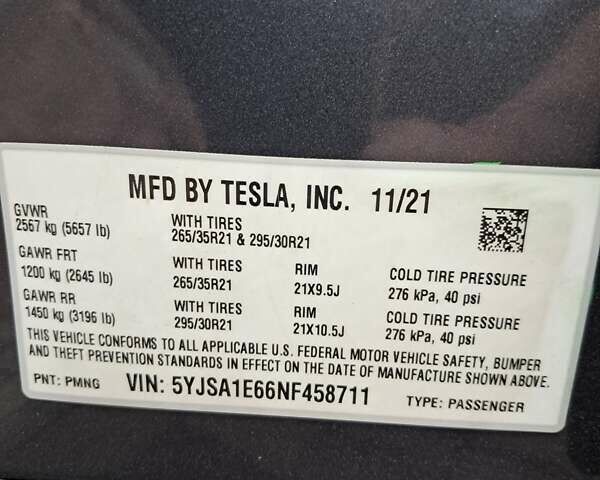 MFD BY TESLA, INC. 11/21
GVWR
2567 kg (5657 lb)
WITH TIRES
265/35R21 & 295/30R21
GAWR FRT
1200 kg (2645 lb)
WITH TIRES
265/35R21
RIM
21X9.5J
COLD TIRE PRESSURE
276 kPa, 40 psi
GAWR RR
1450 kg (3196 lb)
WITH TIRES
295/30R21
RIM
21X10.5J
COLD TIRE PRESSURE
276 kPa, 40 psi
THIS VEHICLE CONFORMS TO ALL APPLICABLE U.S. FEDERAL MOTOR VEHICLE SAFETY, BUMPER
AND THEFT PREVENTION STANDARDS IN EFFECT ON THE DATE OF MANUFACTURE SHOWN ABOVE.
PNT: PMNG VIN: 5YJSA1E66NF458711 TYPE: PASSENGER